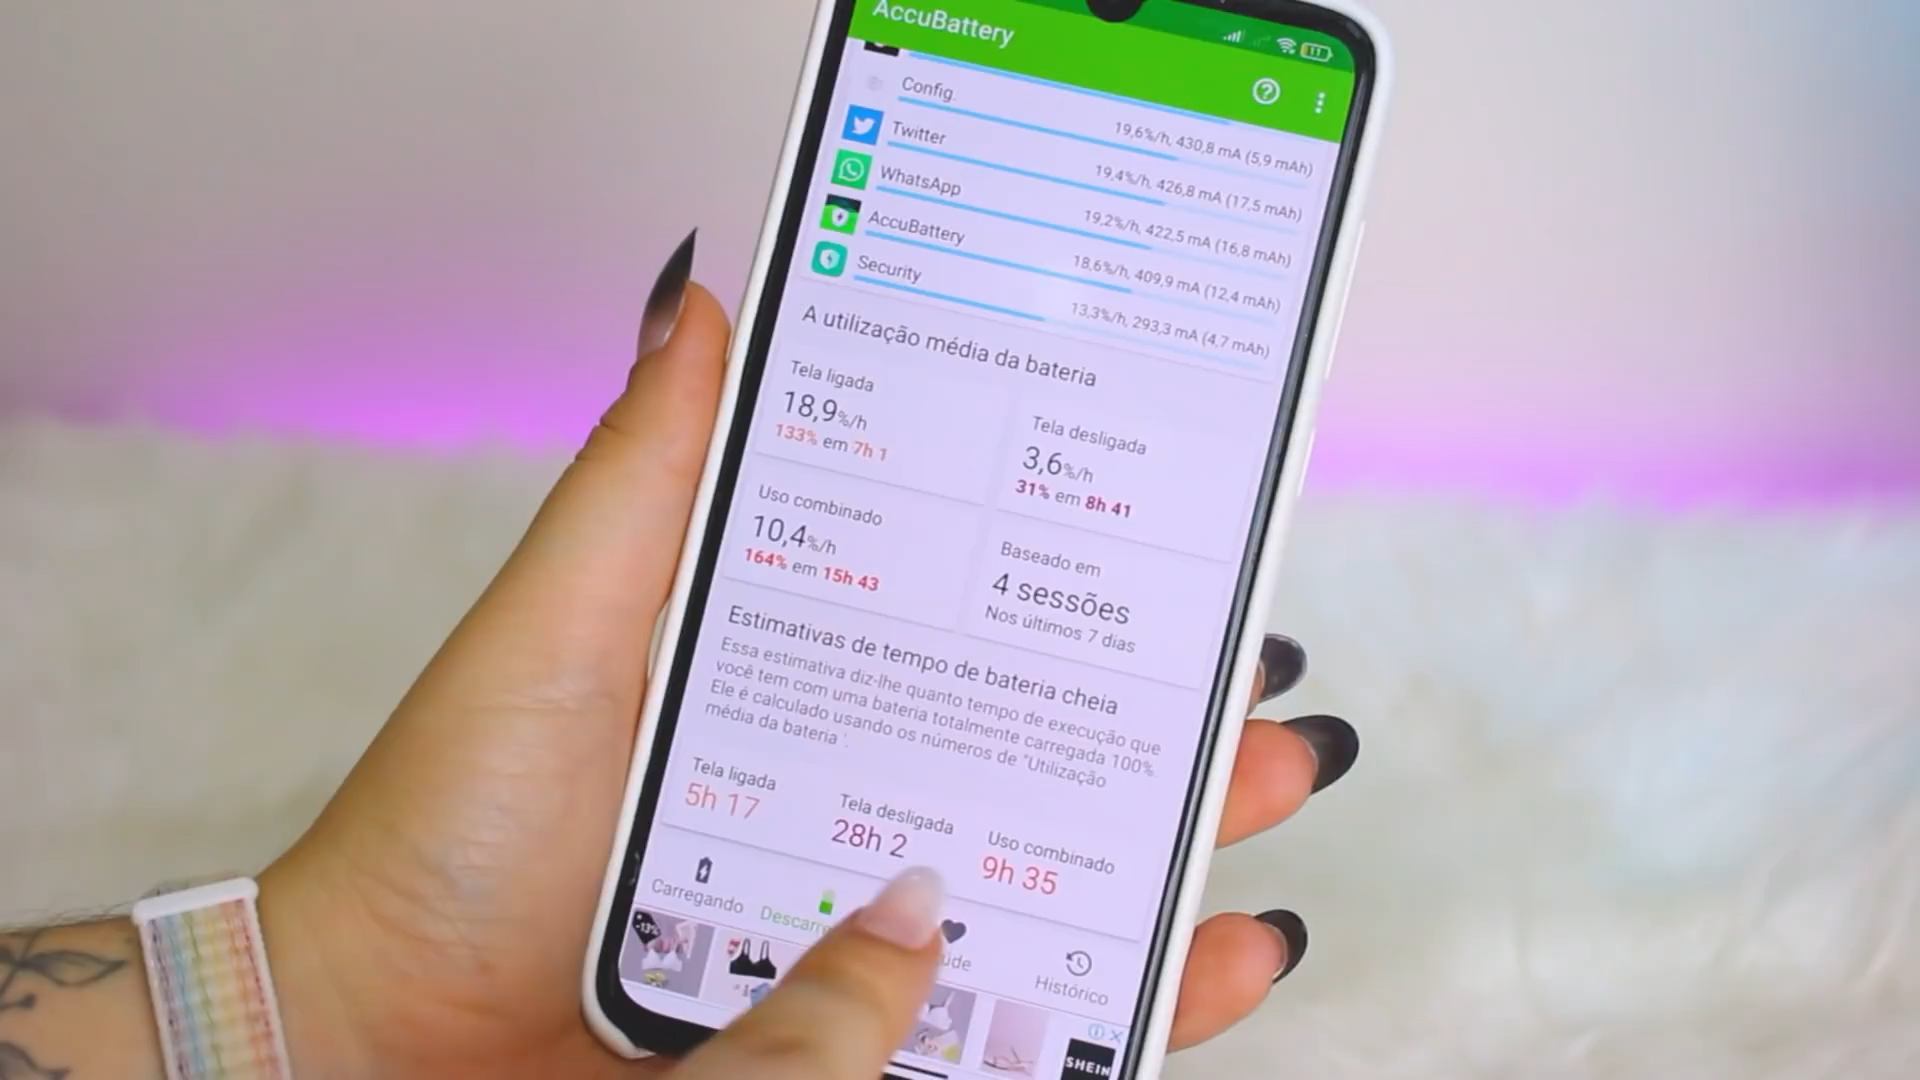 AccuBattery
11
Config.
19,6%/h, 430,8 mA (5,9 mAh)
Twitter
19,4%/h, 426,8 mA (17,5 mAh)
WhatsApp
19,2%/h, 422,5 mA (16,8 mAh)
AccuBattery
18,6%/h, 409,9 mA (12,4 mAh)
Security
13,3%/h, 293,3 mA (4,7 mAh)
A utilização média da bateria
Tela ligada
18,9%/h
133% em 7h 1
Tela desligada
3,6%/h
31% em 8h 41
Uso combinado
10,4%/h
164% em 15h 43
Baseado em
4 sessões
Nos últimos 7 dias
Estimativas de tempo de bateria cheia
Essa estimativa diz-lhe quanto tempo de execução que
você tem com uma bateria totalmente carregada 100%.
Ele é calculado usando os números de "Utilização
média da bateria '.
Tela ligada
5h 17
Tela desligada
28h 2
Uso combinado
9h 35
Carregando
Descarre
úde
Histórico
-13%
SHEIN